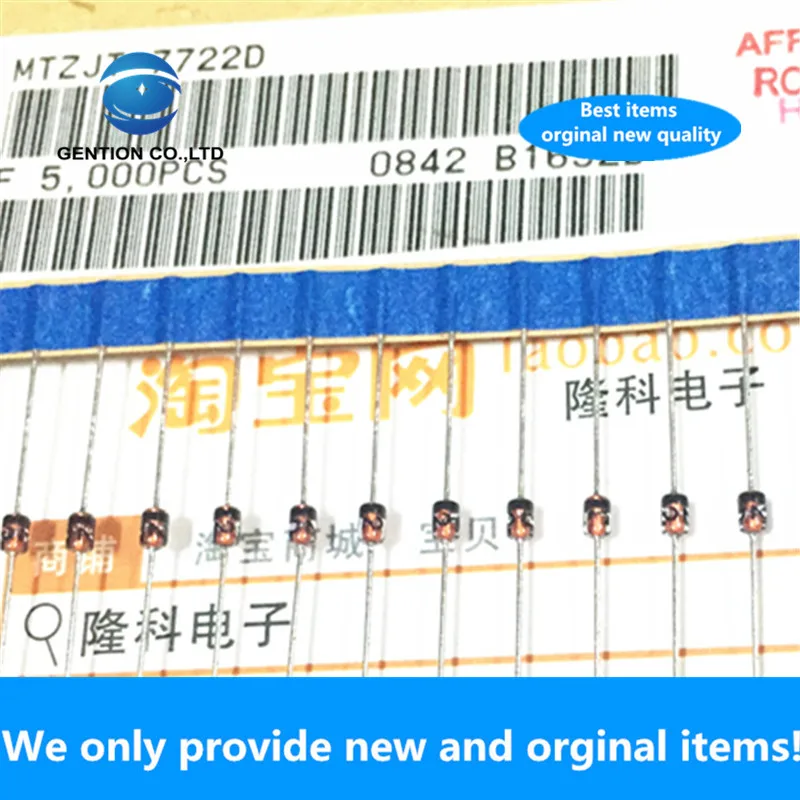 MTZJT-7722D
AFF
RO
H
Best items
orginal new quality
GENTION CO.,LTD
F 5,000PCS
0842
taobao.co
淘宝网
隆科电子
商铺
淘宝商城
宝贝
隆科电子
We only provide new and orginal items!